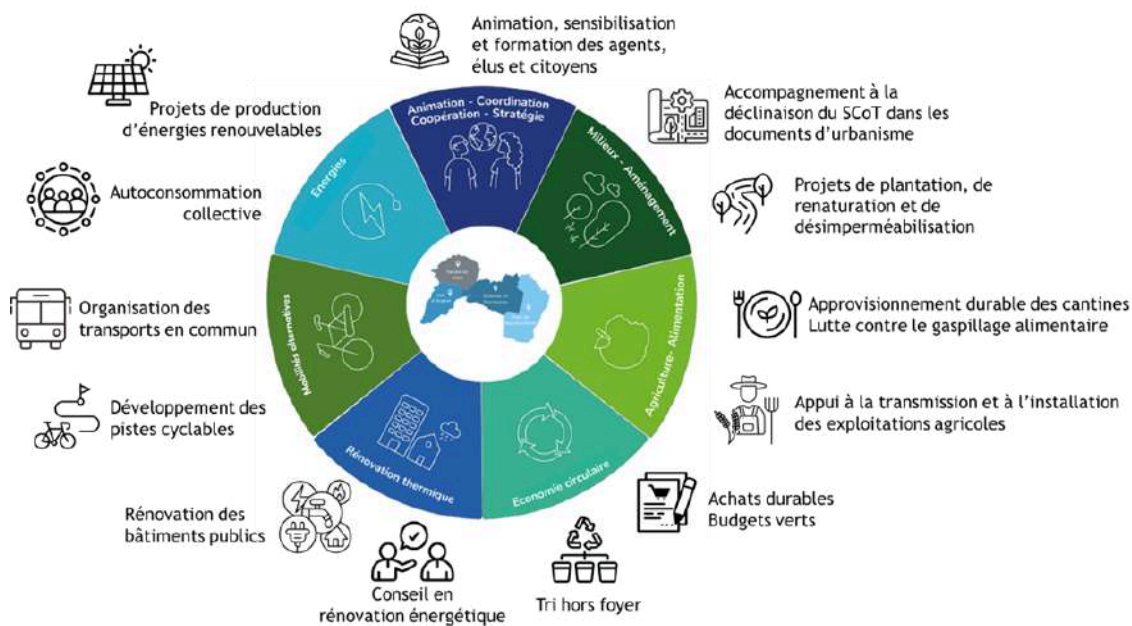 Animation, sensibilisation
et formation des agents,
élus et citoyens
Projets de production
d'énergies renouvelables
Accompagnement à la
déclinaison du SCoT dans les
documents d'urbanisme
Autoconsommation
collective
Projets de plantation, de
renaturation et de
désimperméabilisation
Organisation des
transports en commun
Approvisionnement durable des cantines
Lutte contre le gaspillage alimentaire
Développement des
pistes cyclables
Appui à la transmission et à l'installation
des exploitations agricoles
Rénovation des
bâtiments publics
Achats durables
Budgets verts
Conseil en
rénovation énergétique
Tri hors foyer
Animation - Coordination
Coopération - Stratégie
Milieux - Aménagement
Agriculture- Alimentation
Economie circulaire
Rénovation thermique
Mobilités alternatives
Energies